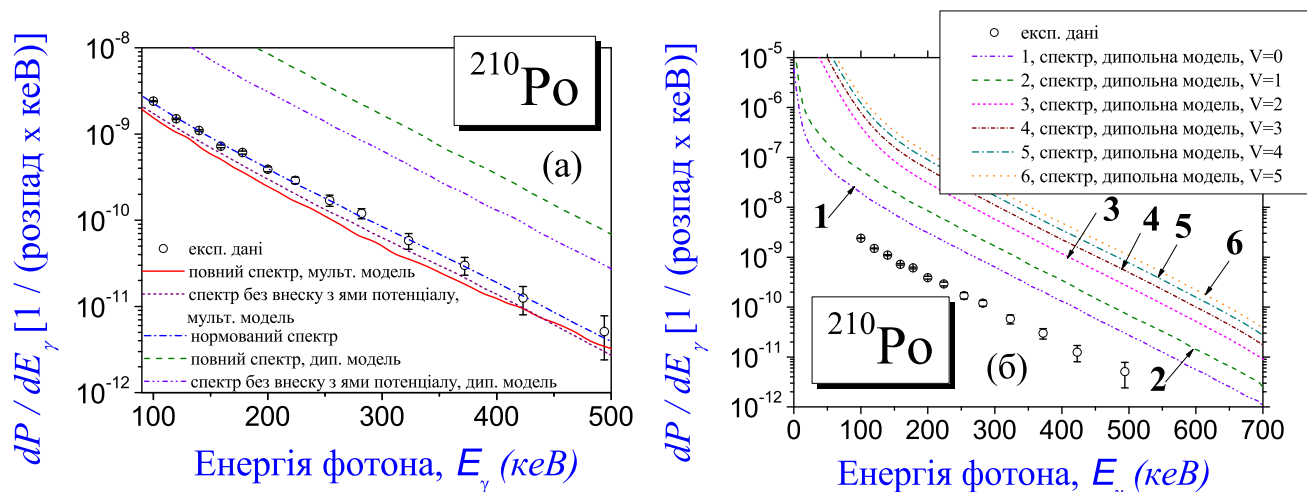 dP / dE_γ [1 / (розпад x кеВ)]
10^-8
10^-9
10^-10
10^-11
10^-12
^210Po
(а)
експ. дані
повний спектр, мульт. модель
спектр без внеску з ями потенціалу,
мульт. модель
нормований спектр
повний спектр, дип. модель
спектр без внеску з ями потенціалу, дип. модель
100 200 300 400 500
Енергія фотона, E_γ (кеВ)
dP / dE_γ [1 / (розпад x кеВ)]
10^-5
10^-6
10^-7
10^-8
10^-9
10^-10
10^-11
10^-12
експ. дані
1, спектр, дипольна модель, V=0
2, спектр, дипольна модель, V=1
3, спектр, дипольна модель, V=2
4, спектр, дипольна модель, V=3
5, спектр, дипольна модель, V=4
6, спектр, дипольна модель, V=5
1
3
4
5
6
2
^210Po
(б)
0 100 200 300 400 500 600 700
Енергія фотона, E_γ (кеВ)